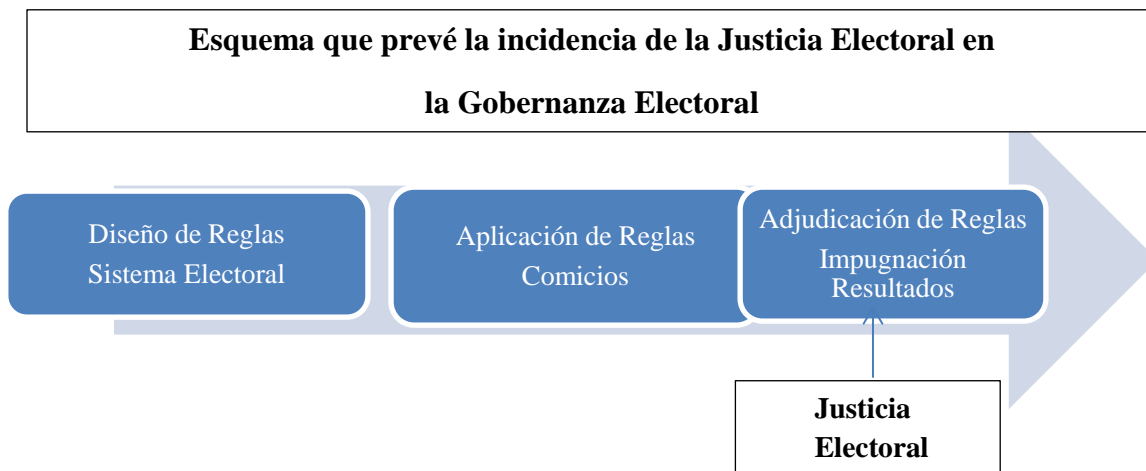 Esquema que prevé la incidencia de la Justicia Electoral en
la Gobernanza Electoral
Diseño de Reglas
Sistema Electoral
Aplicación de Reglas
Comicios
Adjudicación de Reglas
Impugnación
Resultados
Justicia
Electoral